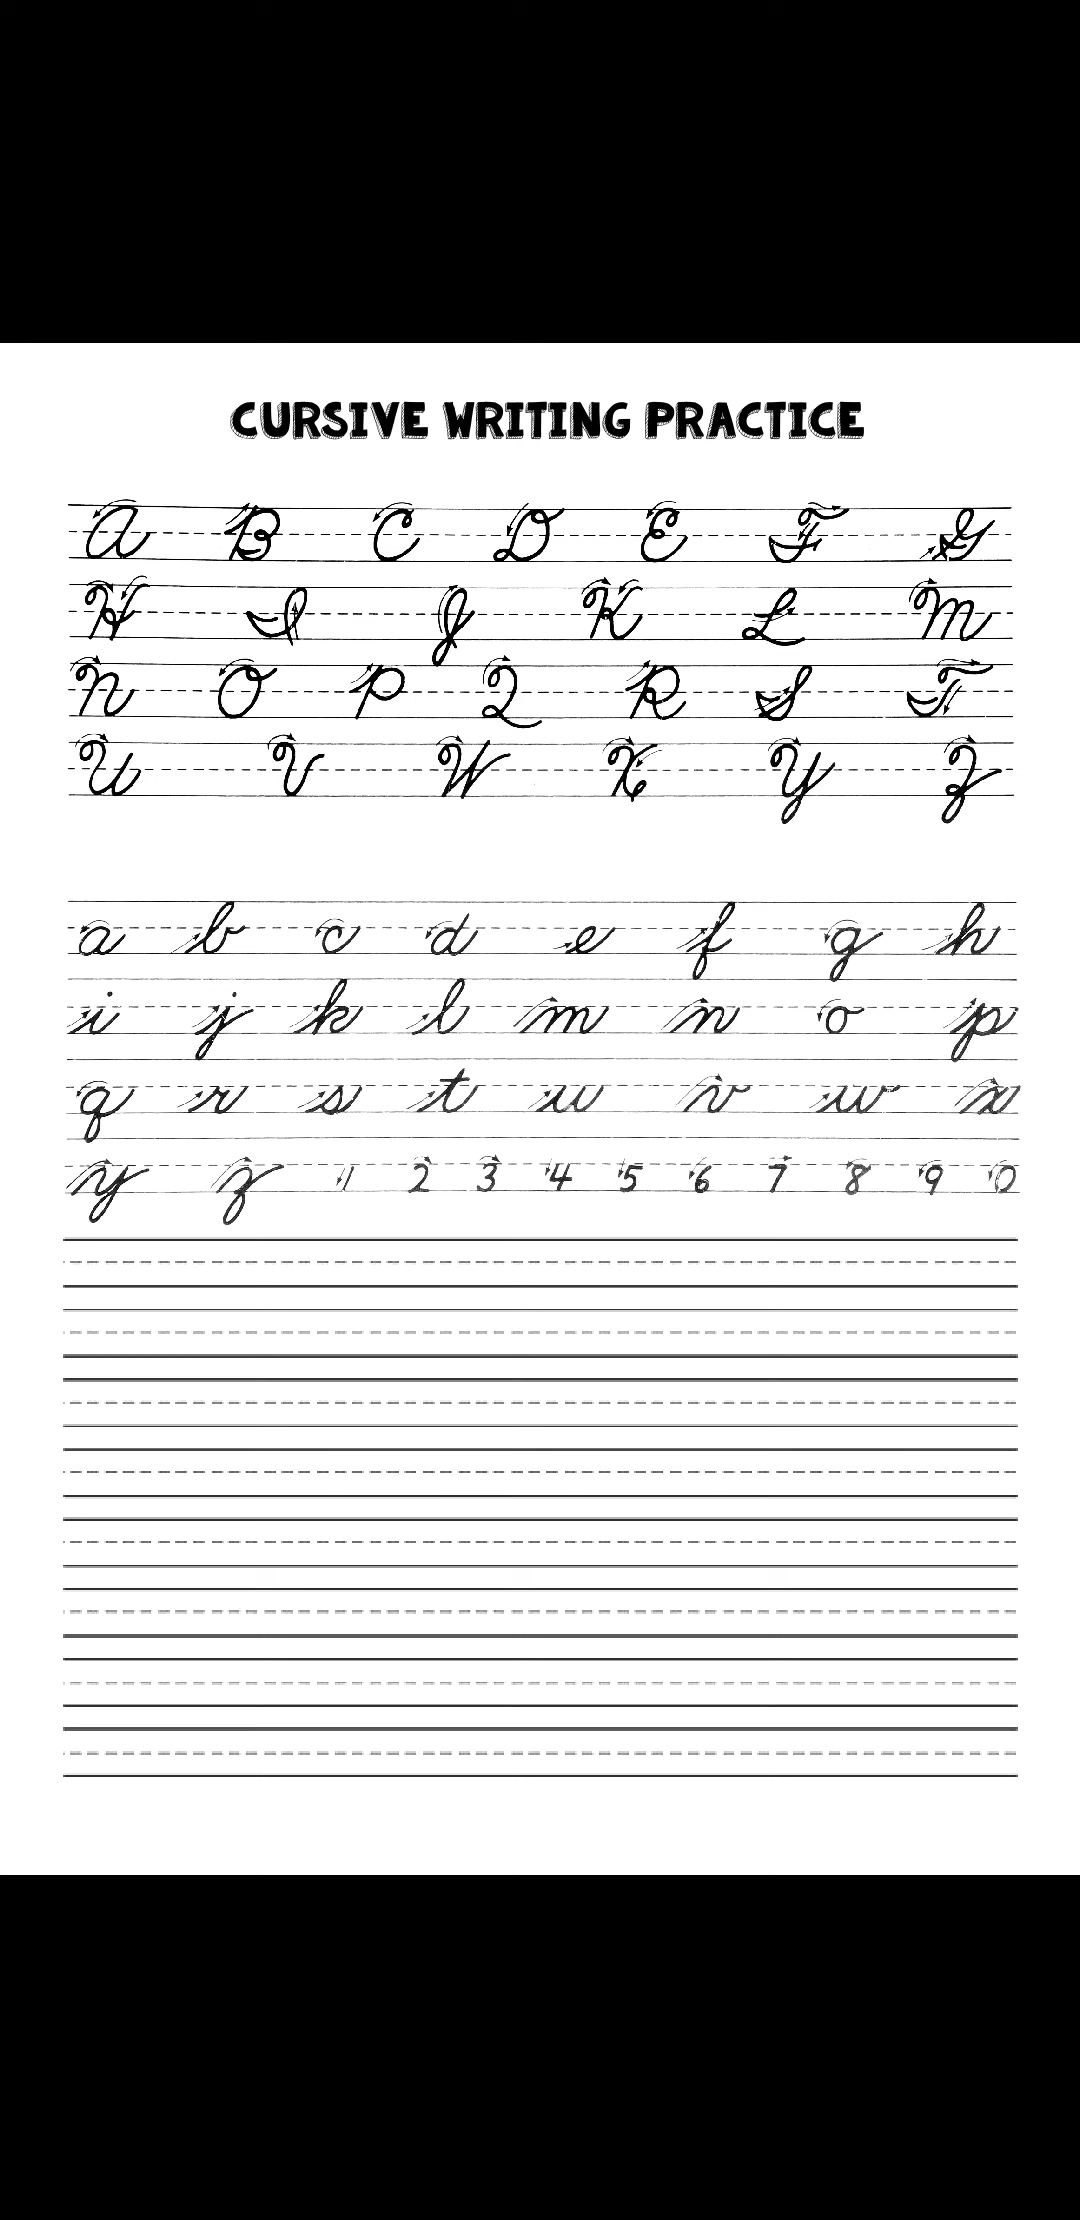 CURSIVE WRITING PRACTICE
A B C D E F G
H I J K L M
N O P Q R S T
U V W X Y Z
a b c d e f g h
i j k l m n o p
q r s t u v w x
y z 1 2 3 4 5 6 7 8 9 0